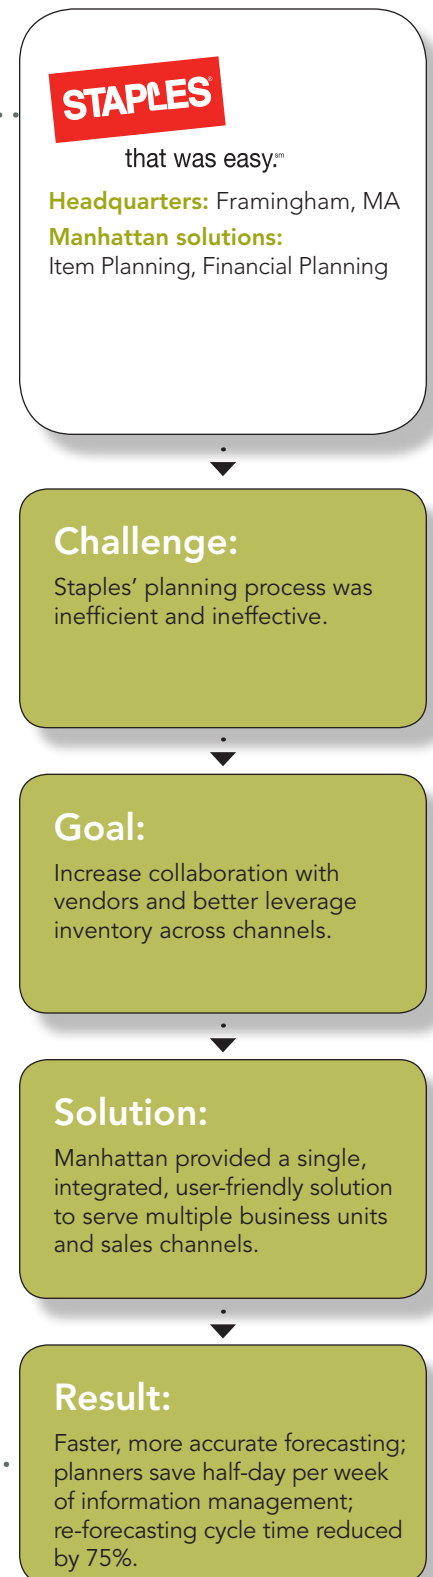 STAPLES®
that was easy.℠
Headquarters: Framingham, MA
Manhattan solutions:
Item Planning, Financial Planning
Challenge:
Staples’ planning process was
inefficient and ineffective.
Goal:
Increase collaboration with
vendors and better leverage
inventory across channels.
Solution:
Manhattan provided a single,
integrated, user-friendly solution
to serve multiple business units
and sales channels.
Result:
Faster, more accurate forecasting;
planners save half-day per week
of information management;
re-forecasting cycle time reduced
by 75%.